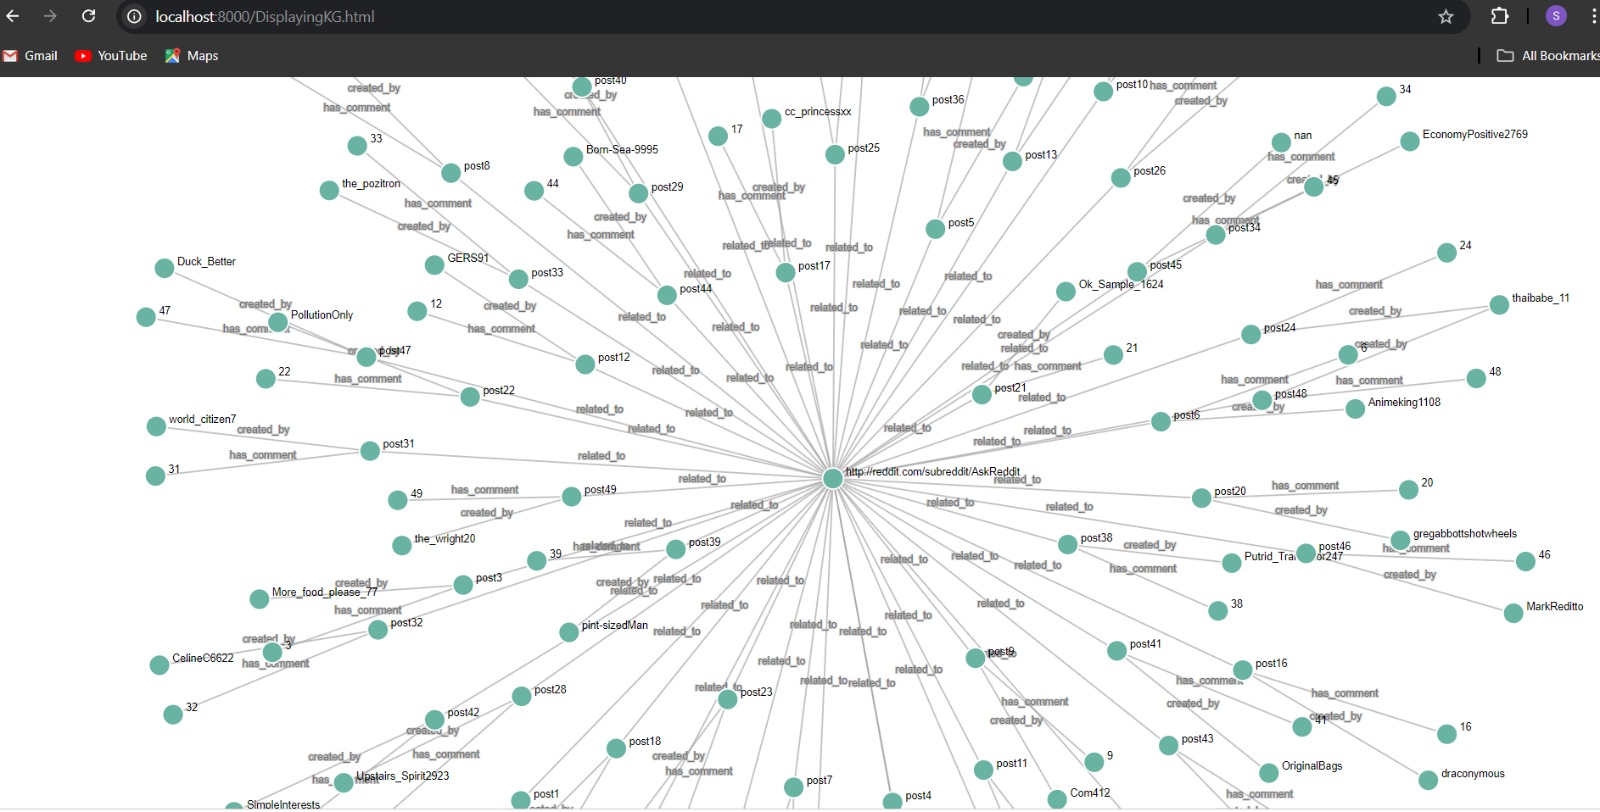 localhost:8000/DisplayingKG.html
S
Gmail
YouTube
Maps
All Bookmarks
post40
created_by
created_by
has_comment
has_comment
post10
has_comment
created_by
34
post36
cc_princessxx
17
33
Born-Sea-9995
post25
has_comment
created_by
post13
nan
EconomyPositive2769
has_comment
post8
the_pozitron
44
post29
created_by
has_comment
post26
created_by
45
created_by
has_comment
post34
has_comment
created_by
created_by
has_comment
post5
related_to
related_to
related_to
24
Duck_Better
GERS91
post33
post17
related_to
related_to
post45
Ok_Sample_1624
has_comment
related_to
post44
thaibabe_11
created_by
47
PollutionOnly
has_comment
12
created_by
related_to
related_to
related_to
related_to
related_to
created_by
has_comment
related_to
post24
created_by
created_by
post47
post12
related_to
related_to
21
6
created_by
22
has_comment
related_to
related_to
related_to
related_to
has_comment
48
has_comment
has_comment
post22
post21
related_to
post48
Animeking1108
created_by
related_to
related_to
world_citizen7
created_by
related_to
related_to
related_to
post6
related_to
post31
31
has_comment
related_to
http://reddit.com/subreddit/AskReddit
related_to
related_to
49
has_comment
post49
created_by
related_to
related_to
related_to
post20
has_comment
20
created_by
the_wright20
related_to
39
has_comment
related_to
post39
post38
created_by
related_to
related_to
related_to
has_comment
gregabbottshotwheels
has_comment
post46
46
created_by
MarkReditto
More_food_please_77
created_by
post3
created_by
related_to
related_to
related_to
38
has_comment
post32
related_to
related_to
related_to
created_by
3
has_comment
CelineC6622
pint-sizedMan
related_to
related_to
related_to
post9
post41
post16
32
post28
related_to
related_to
post23
related_to
related_to
related_to
has_comment
created_by
has_comment
has_comment
created_by
created_by
41
16
post42
created_by
created_by
has_comment
post18
created_by
has_comment
post43
Upstairs_Spirit2923
post7
post11
9
OriginalBags
draconymous
SimpleInterests
post1
post4
Com412
has_comment